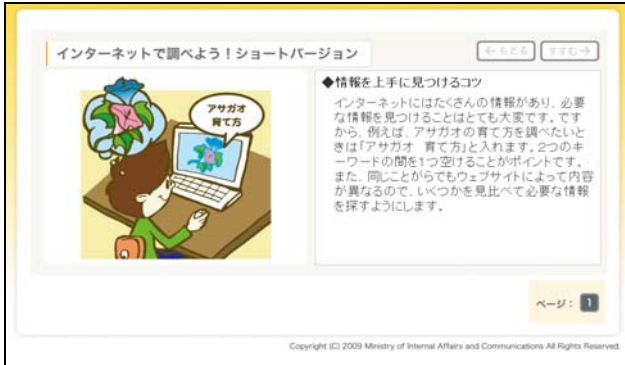 インターネットで調べよう！ショートバージョン
←もどる
すすむ→
アサガオ
育て方
◆情報を上手に見つけるコツ
インターネットにはたくさんの情報があり、必要
な情報を見つけることはとても大変です。です
から、例えば、アサガオの育て方を調べたいと
きは「アサガオ　育て方」と入れます。2つのキ
ーワードの間を1つ空けることがポイントです。
また、同じことがらでもウェブサイトによって内容
が異なるので、いくつかを見比べて必要な情報
を探すようにします。
ページ： 1
Copyright (C) 2009 Ministry of Internal Affairs and Communications All Rights Reserved.